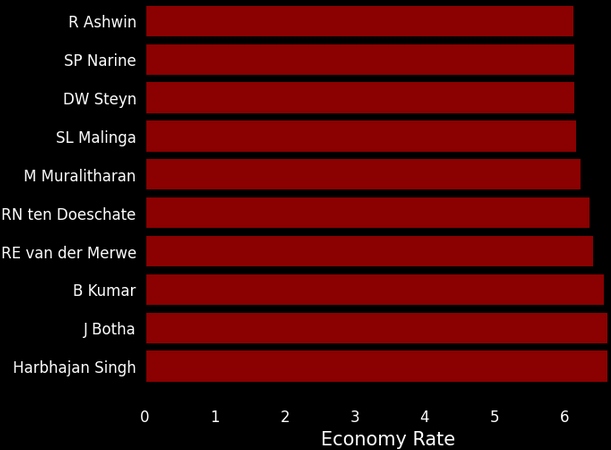 R Ashwin
SP Narine
DW Steyn
SL Malinga
M Muralitharan
RN ten Doeschate
RE van der Merwe
B Kumar
J Botha
Harbhajan Singh
0 1 2 3 4 5 6
Economy Rate